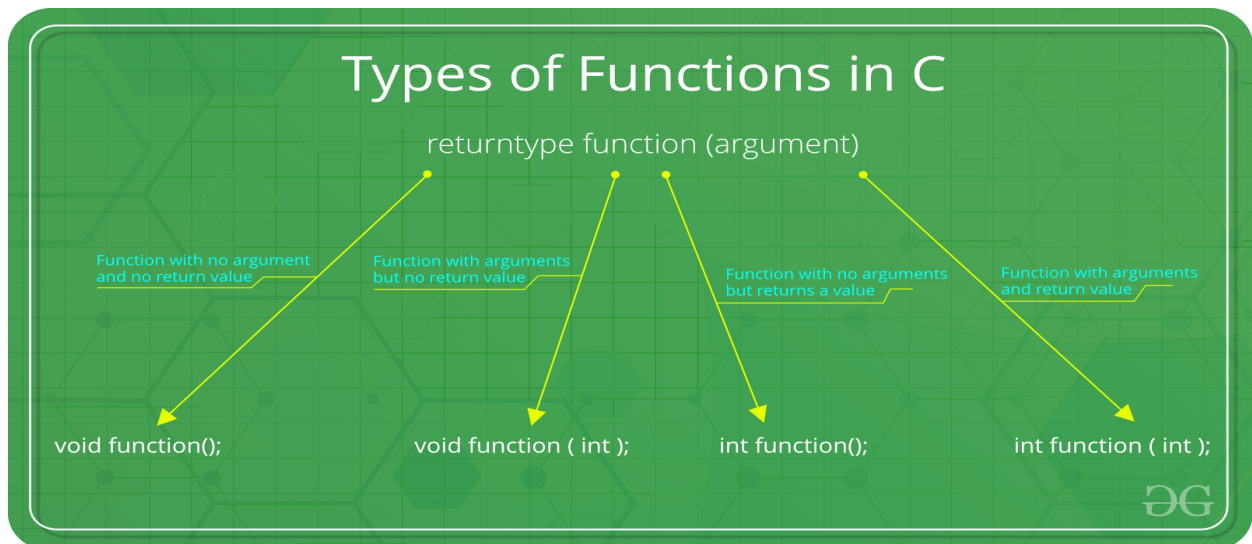 Types of Functions in C
returntype function (argument)
Function with no argument
and no return value
Function with arguments
but no return value
Function with no arguments
but returns a value
Function with arguments
and return value
void function();
void function ( int );
int function();
int function ( int );
GG